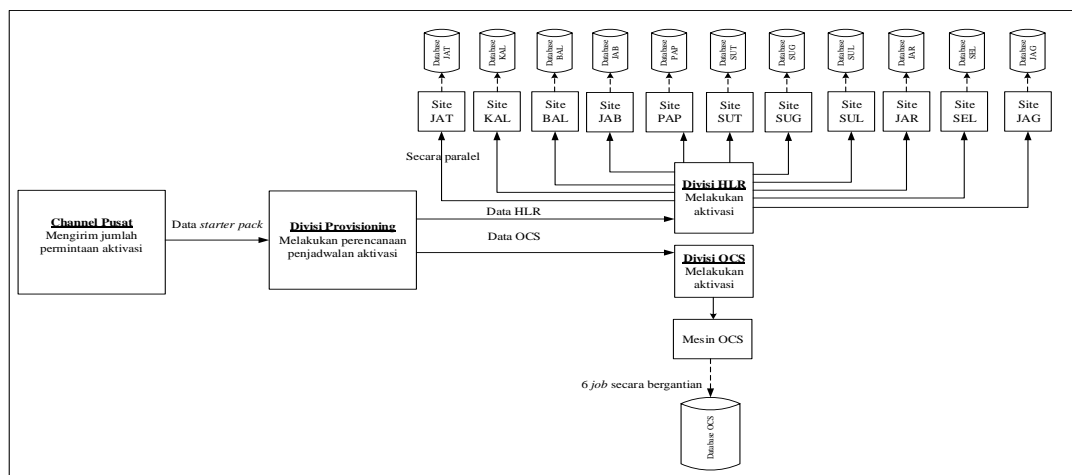 Database JAT
Database KAL
Database BAL
Database JAB
Database PAP
Database SUT
Database SUG
Database SUL
Database JAR
Database SEL
Database JAG
Site
JAT
Site
KAL
Site
BAL
Site
JAB
Site
PAP
Site
SUT
Site
SUG
Site
SUL
Site
JAR
Site
SEL
Site
JAG
Secara paralel
Channel Pusat
Mengirim jumlah
permintaan aktivasi
Data starter pack
Divisi Provisioning
Melakukan perencanaan
penjadwalan aktivasi
Data HLR
Data OCS
Divisi HLR
Melakukan
aktivasi
Divisi OCS
Melakukan
aktivasi
Mesin OCS
6 job secara bergantian
Database OCS